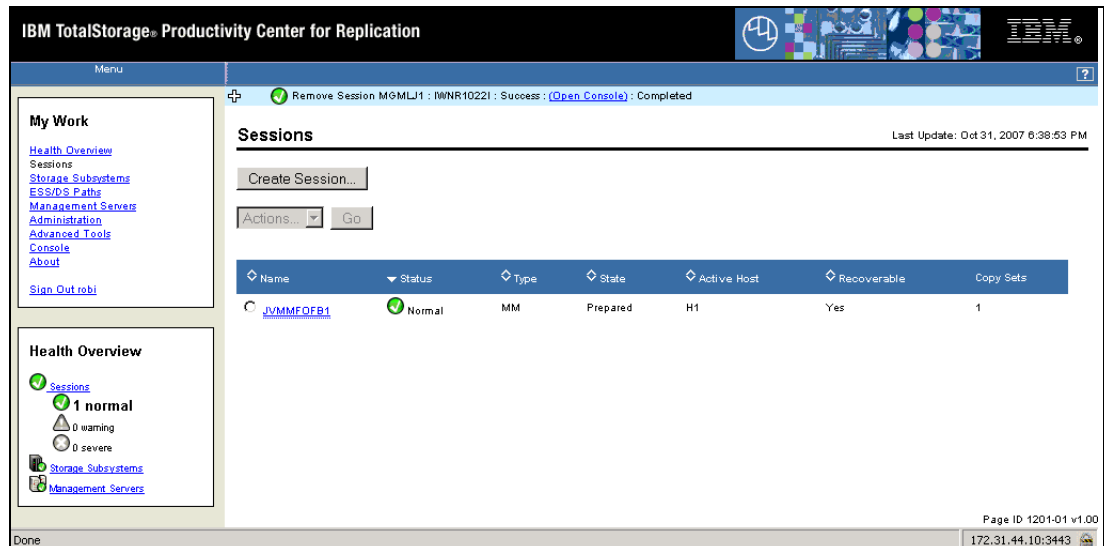 IBM TotalStorage® Productivity Center for Replication
IBM®
Menu
?
Remove Session MGMLJ1 : IWNR1022I : Success : (Open Console) : Completed
My Work
Health Overview
Sessions
Storage Subsystems
ESS/DS Paths
Management Servers
Administration
Advanced Tools
Console
About
Sign Out robi
Sessions
Last Update: Oct 31, 2007 6:38:53 PM
Create Session...
Actions... Go
Name Status Type State Active Host Recoverable Copy Sets
JVMMFOFB1 Normal MM Prepared H1 Yes 1
Health Overview
Sessions
1 normal
0 warning
0 severe
Storage Subsystems
Management Servers
Page ID 1201-01 v1.00
Done
172.31.44.10:3443